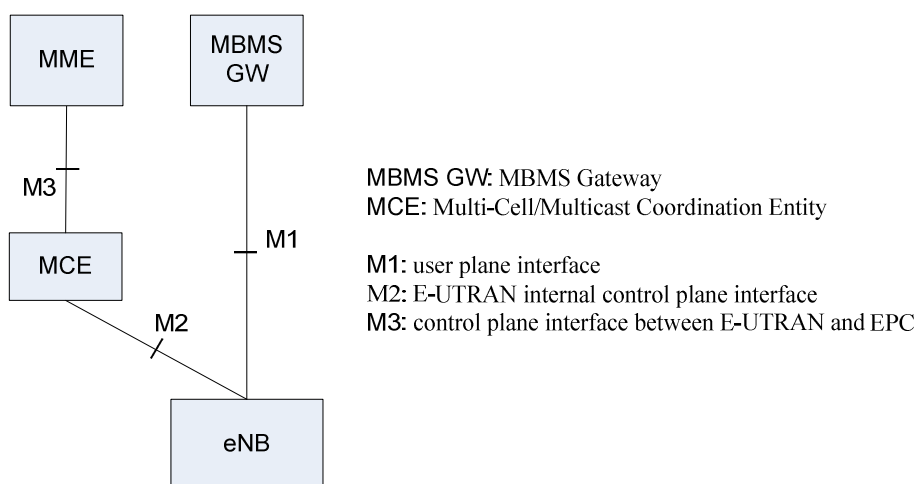 MME
MBMS
GW
M3
M1
MCE
M2
eNB
MBMS GW: MBMS Gateway
MCE: Multi-Cell/Multicast Coordination Entity
M1: user plane interface
M2: E-UTRAN internal control plane interface
M3: control plane interface between E-UTRAN and EPC